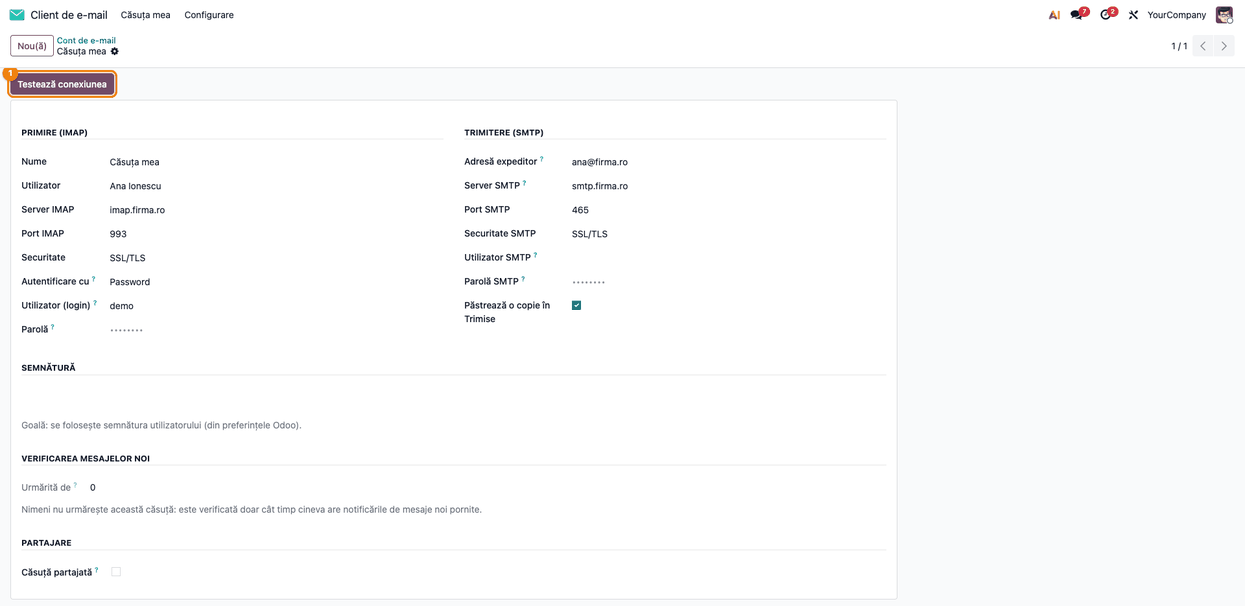 Client de e-mail Căsuța mea Configurare
AI 7 2 YourCompany
Nou(ă)
Cont de e-mail
Căsuța mea
1 / 1
1
Testează conexiunea
PRIMIRE (IMAP)
Nume Căsuța mea
Utilizator Ana Ionescu
Server IMAP imap.firma.ro
Port IMAP 993
Securitate SSL/TLS
Autentificare cu ? Password
Utilizator (login) ? demo
Parolă ? ••••••••
TRIMITERE (SMTP)
Adresă expeditor ? ana@firma.ro
Server SMTP ? smtp.firma.ro
Port SMTP 465
Securitate SMTP SSL/TLS
Utilizator SMTP ?
Parolă SMTP ? ••••••••
Păstrează o copie în
Trimise
SEMNĂTURĂ
Goală: se folosește semnătura utilizatorului (din preferințele Odoo).
VERIFICAREA MESAJELOR NOI
Urmărită de ? 0
Nimeni nu urmărește această căsuță: este verificată doar cât timp cineva are notificările de mesaje noi pornite.
PARTAJARE
Căsuță partajată ?